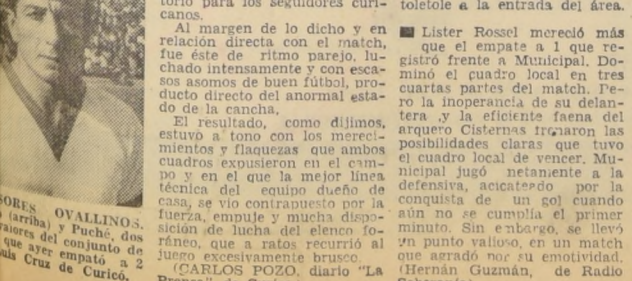 torio para los seguidores curi-
canos.
Al margen de lo dicho y en
relación directa con el match,
fué éste de ritmo parejo, lu-
chado intensamente y con esca-
sos asomos de buen fútbol, pro-
ducto directo del anormal esta-
do de la cancha,
El resultado, como dijimos,
estuvo a tono con los mereci-
mientos y flaquezas que ambos
cuadros expusieron en el cam-
po y en el que la mejor línea
técnica del equipo dueño de
casa, se vio contrapuesto por la
fuerza, empuje y mucha dispo-
sición de lucha del elenco fo-
ráneo, que a ratos recurrió al
juego excesivamente brusco.
(CARLOS POZO, diario "La
SORES OVALLINOS.
(arriba) y Puché, dos
valores del conjunto de
que ayer empató a 2
Luis Cruz de Curicó,
toletole a la entrada del área.
Lister Rossel mereció más
que el empate a 1 que re-
gistró frente a Municipal. Do-
minó el cuadro local en tres
cuartas partes del match. Pe-
ro la inoperancia de su delan-
tera ,y la eficiente faena del
arquero Cisternas frenaron las
posibilidades claras que tuvo
el cuadro local de vencer. Mu-
nicipal jugó netamente a la
defensiva, acicateado por la
conquista de un gol cuando
aún no se cumplía el primer
minuto. Sin embargo, se llevó
un punto valioso, en un match
que agradó por su emotividad.
(Hernán Guzmán, de Radio